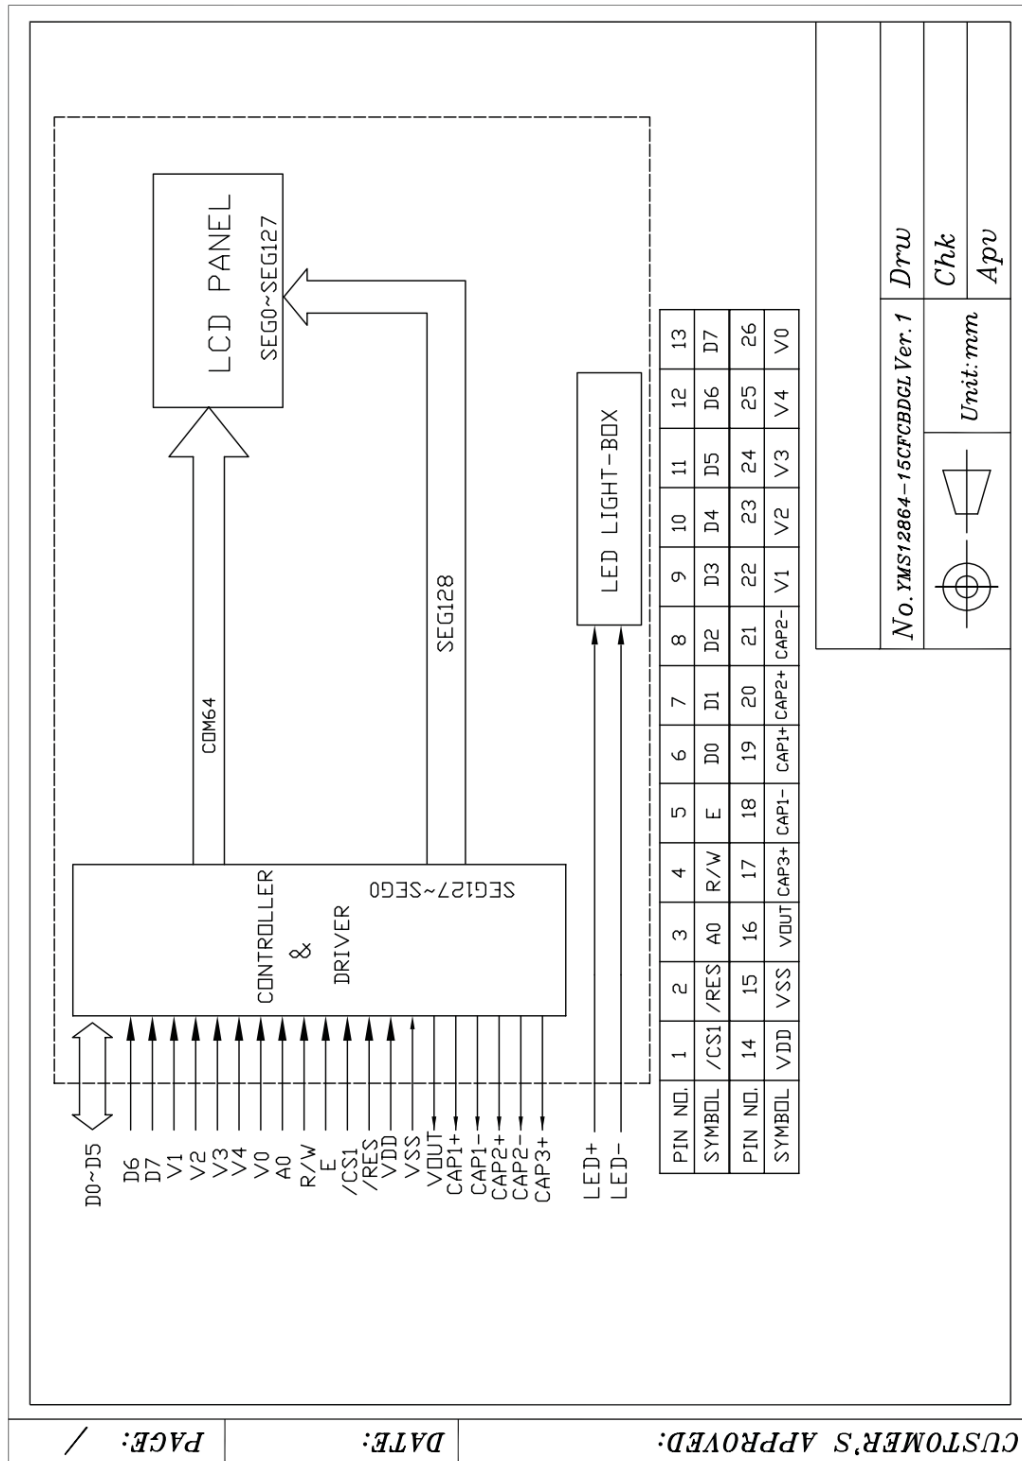 LCD PANEL
SEG0~SEG127
COM64
SEG128
CONTROLLER
&
DRIVER
SEG127~SEG0
D0~D5
D6
D7
V1
V2
V3
V4
V0
A0
R/W
E
/CS1
/RES
VDD
VSS
VOUT
CAP1+
CAP1-
CAP2+
CAP2-
CAP3+
LED+
LED-
LED LIGHT-BOX
PIN NO. 1 2 3 4 5 6 7 8 9 10 11 12 13
SYMBOL /CS1 /RES A0 R/W E D0 D1 D2 D3 D4 D5 D6 D7
PIN NO. 14 15 16 17 18 19 20 21 22 23 24 25 26
SYMBOL VDD VSS VOUT CAP3+ CAP1- CAP1+ CAP2+ CAP2- V1 V2 V3 V4 V0
No. YMS12864-15CFCBDGL Ver.1 Drw
Chk
Unit:mm Apv
CUSTOMER'S APPROVED: DATE: PAGE: /